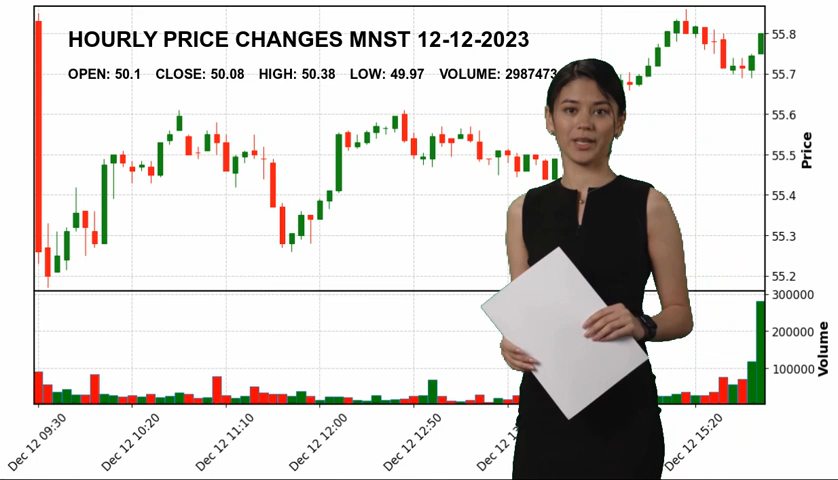 HOURLY PRICE CHANGES MNST 12-12-2023
OPEN: 50.1 CLOSE: 50.08 HIGH: 50.38 LOW: 49.97 VOLUME: 2987473
55.8
55.7
55.6
55.5
55.4
55.3
55.2
Price
300000
200000
100000
Volume
Dec 12 09:30
Dec 12 10:20
Dec 12 11:10
Dec 12 12:00
Dec 12 12:50
Dec 12
Dec 12 15:20